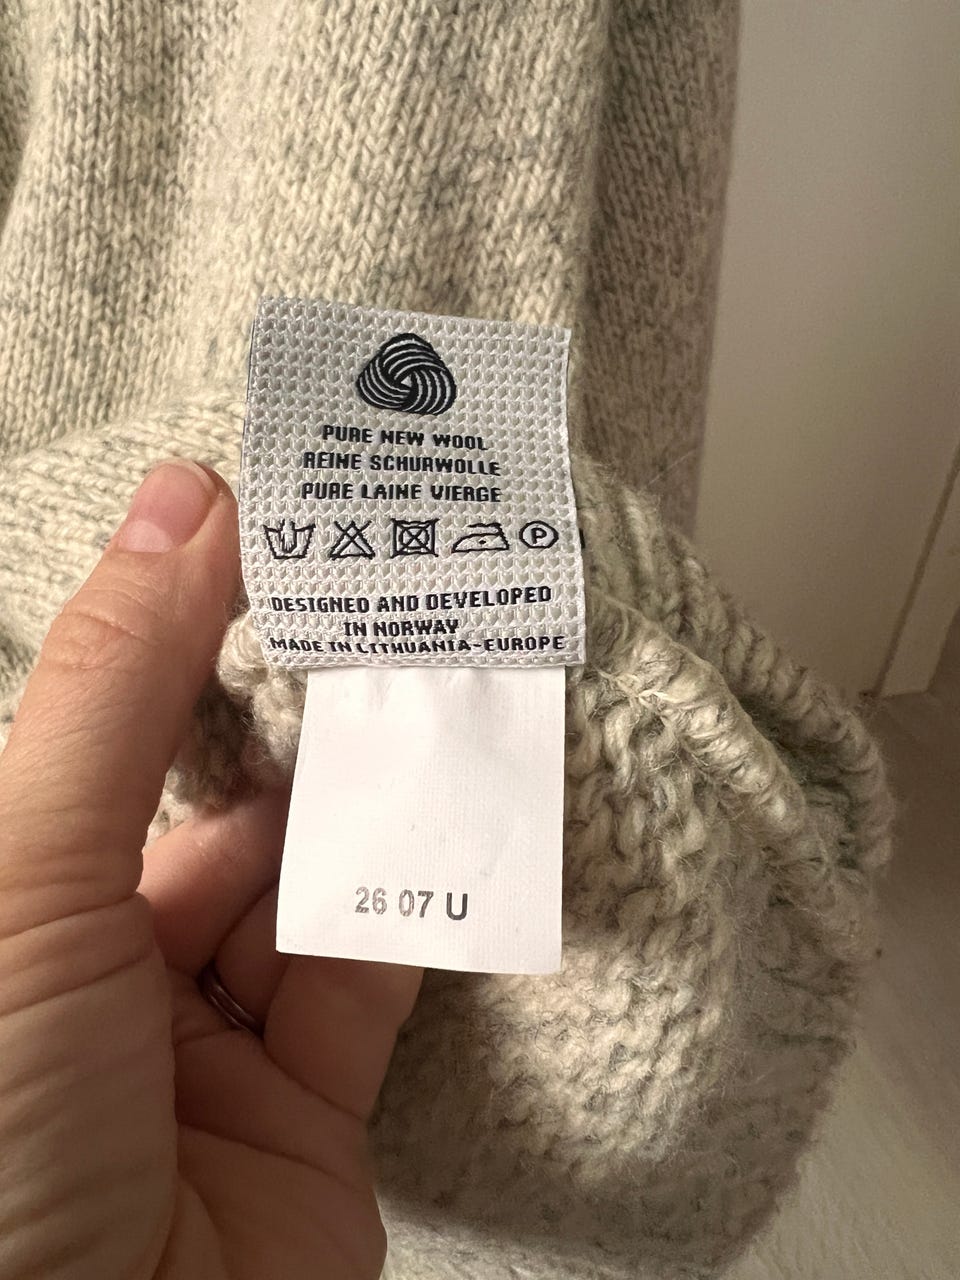 PURE NEW WOOL
REINE SCHURWOLLE
PURE LAINE VIERGE
P
DESIGNED AND DEVELOPED
IN NORWAY
MADE IN LITHUANIA-EUROPE
26 07 U